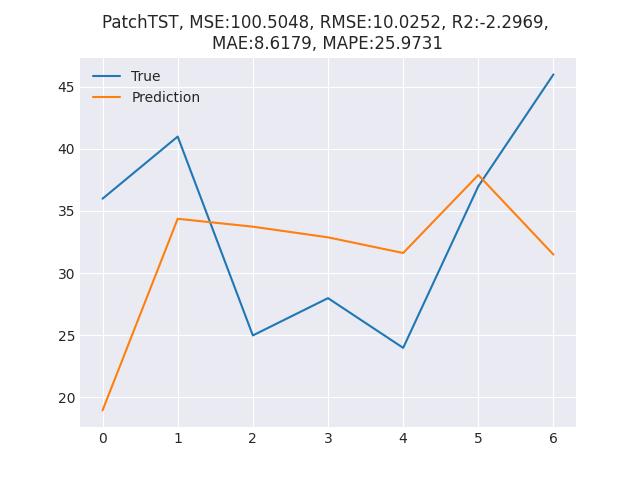 PatchTST, MSE:100.5048, RMSE:10.0252, R2:-2.2969,
MAE:8.6179, MAPE:25.9731
True
Prediction
45
40
35
30
25
20
0 1 2 3 4 5 6